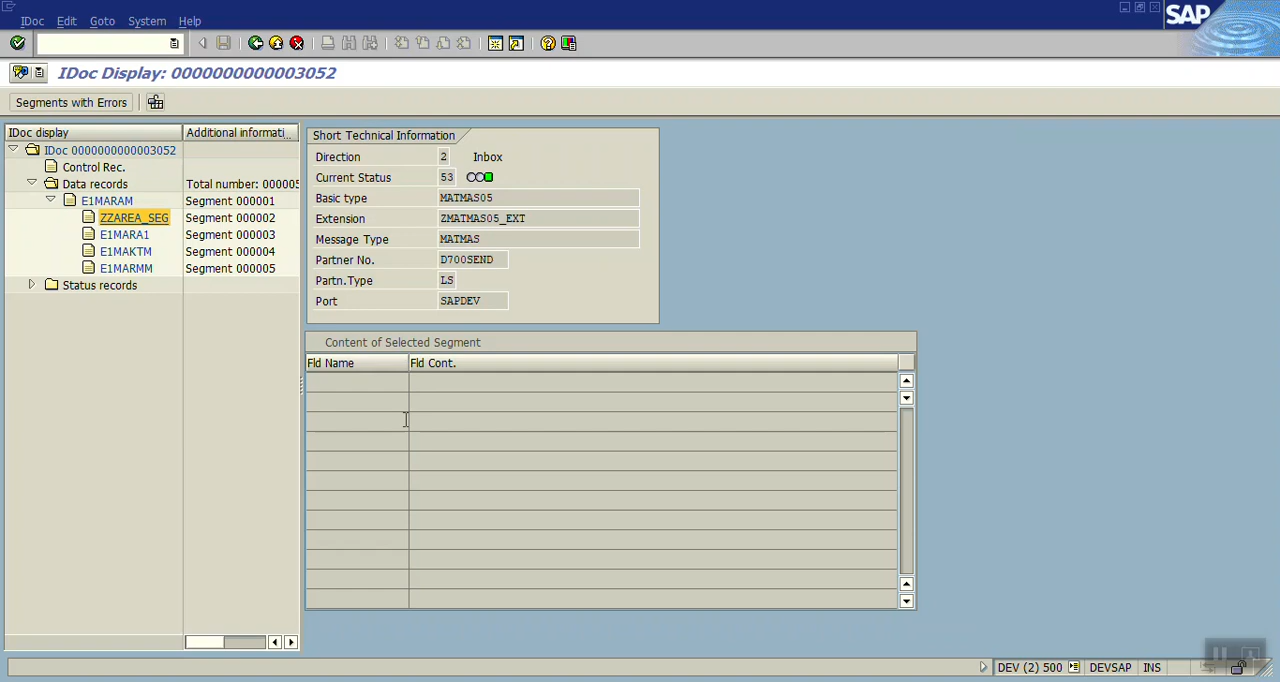 IDoc Edit Goto System Help
SAP
IDoc Display: 0000000000003052
Segments with Errors
IDoc display Additional informati..
IDoc 0000000000003052
Control Rec.
Data records Total number: 000005
E1MARAM Segment 000001
ZZAREA_SEG Segment 000002
E1MARA1 Segment 000003
E1MAKTM Segment 000004
E1MARMM Segment 000005
Status records
Short Technical Information
Direction 2 Inbox
Current Status 53
Basic type MATMAS05
Extension ZMATMAS05_EXT
Message Type MATMAS
Partner No. D700SEND
Partn.Type LS
Port SAPDEV
Content of Selected Segment
Fld Name Fld Cont.
DEV (2) 500 DEVSAP INS